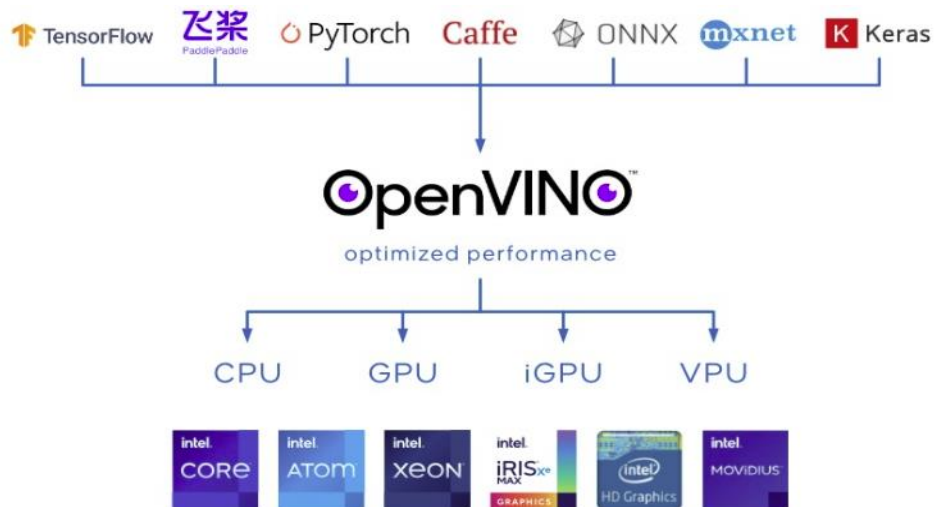 TensorFlow
飞桨
PaddlePaddle
PyTorch
Caffe
ONNX
mxnet
K Keras
OpenVINO™
optimized performance
CPU GPU iGPU VPU
intel. CORE
intel. ATOM
intel. XEON
intel. iRIS Xe MAX GRAPHICS
intel HD Graphics
intel. MOVIDIUS